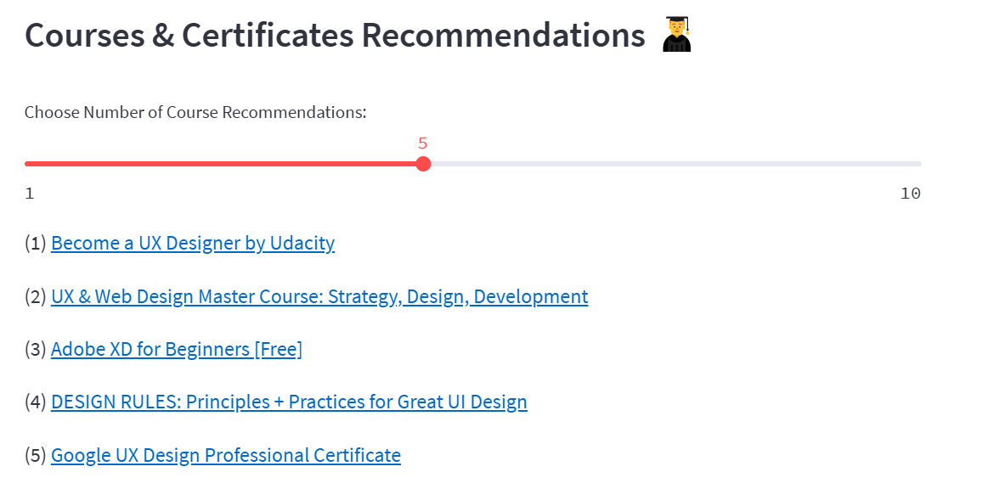 Courses & Certificates Recommendations
Choose Number of Course Recommendations:
5
1 10
(1) Become a UX Designer by Udacity
(2) UX & Web Design Master Course: Strategy, Design, Development
(3) Adobe XD for Beginners [Free]
(4) DESIGN RULES: Principles + Practices for Great UI Design
(5) Google UX Design Professional Certificate